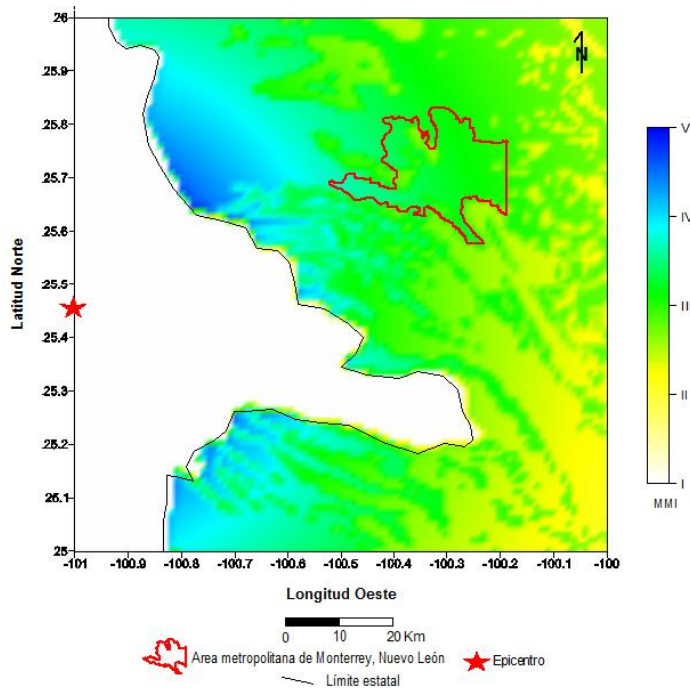 26
25.9
25.8
25.7
25.6
25.5
25.4
25.3
25.2
25.1
25
Latitud Norte
N
-101 -100.9 -100.8 -100.7 -100.6 -100.5 -100.4 -100.3 -100.2 -100.1 -100
Longitud Oeste
V
IV
III
II
I
MMI
0 10 20 Km
Area metropolitana de Monterrey, Nuevo León Epicentro
Límite estatal